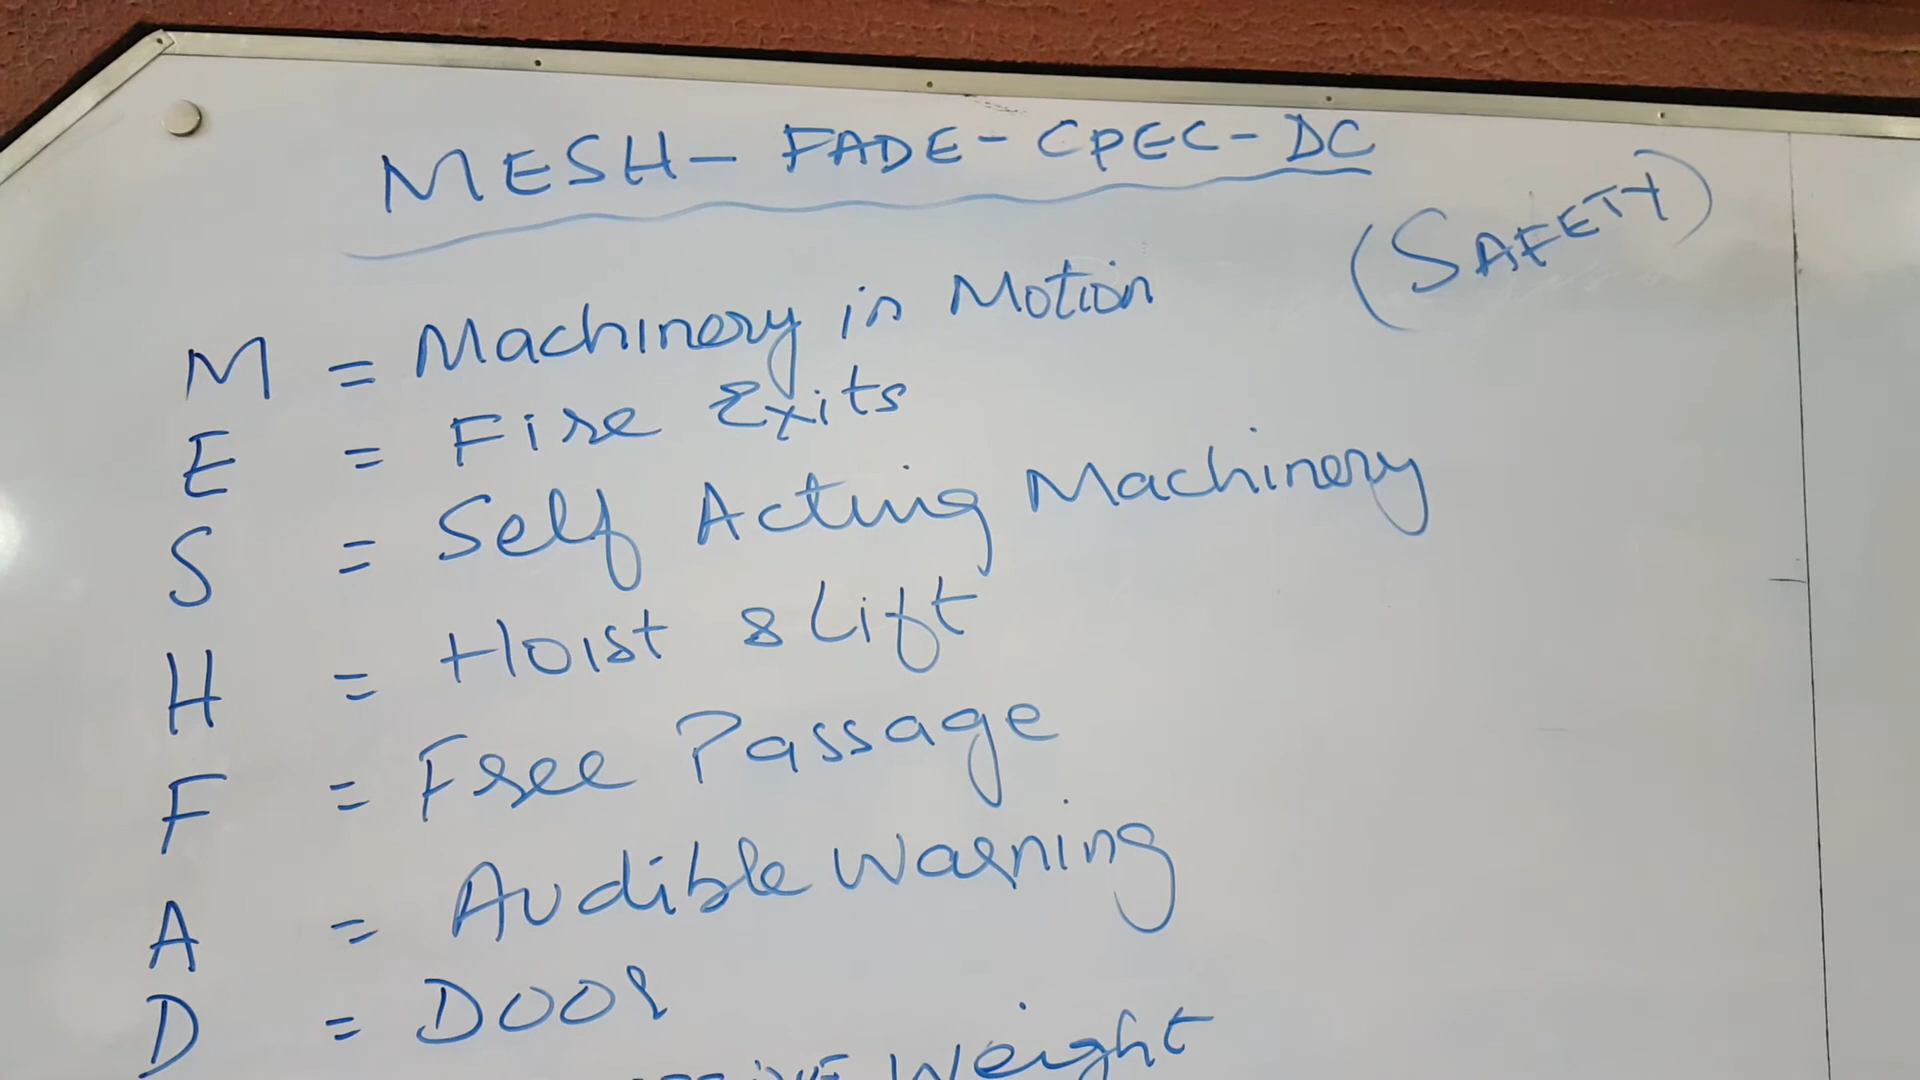 MESH - FADE - CPEC - DC
(SAFETY)
M = Machinery in Motion
E = Fire Exits
S = Self Acting Machinery
H = Hoist & Lift
F = Free Passage
A = Audible Warning
D = Door
Weight